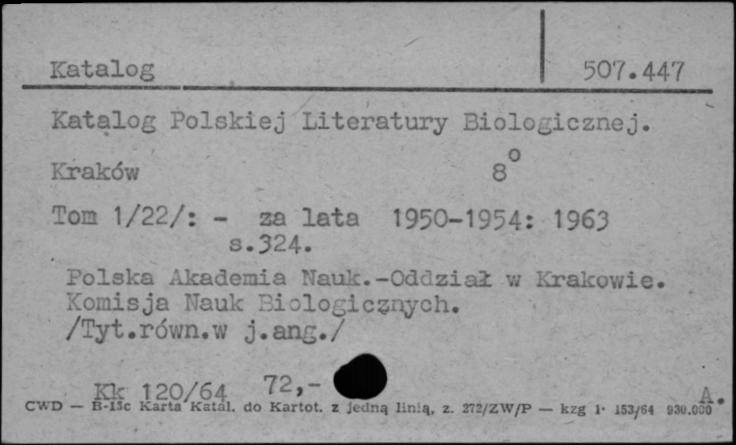 Katalog 507.447
Katalog Polskiej Literatury Biologicznej.
Kraków 8°
Tom 1/22/: - za lata 1950-1954: 1963
s.324.
Polska Akademia Nauk.-Oddział w Krakowie.
Komisja Nauk Biologicznych.
/Tyt.równ.w j.ang./
Kk 120/64 72,- A.
CWD — B-15c Karta Katal. do Kartot. z jedną linią, z. 272/ZW/P — kzg 1· 153/64 930.000